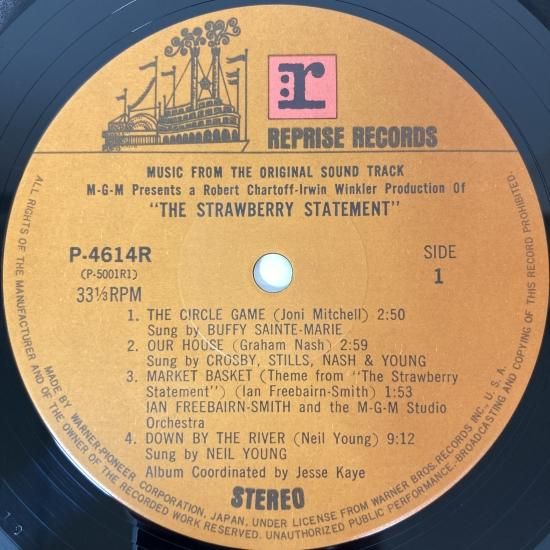 r
REPRISE RECORDS
MUSIC FROM THE ORIGINAL SOUND TRACK
M-G-M Presents a Robert Chartoff-Irwin Winkler Production Of
"THE STRAWBERRY STATEMENT"
P-4614R
(P-5001R1)
33⅓RPM
SIDE
1
1. THE CIRCLE GAME (Joni Mitchell) 2:50
Sung by BUFFY SAINTE-MARIE
2. OUR HOUSE (Graham Nash) 2:59
Sung by CROSBY, STILLS, NASH & YOUNG
3. MARKET BASKET (Theme from "The Strawberry
Statement") (Ian Freebairn-Smith) 1:53
IAN FREEBAIRN-SMITH and the M-G-M Studio
Orchestra
4. DOWN BY THE RIVER (Neil Young) 9:12
Sung by NEIL YOUNG
Album Coordinated by Jesse Kaye
STEREO
MADE BY WARNER-PIONEER CORPORATION, JAPAN, UNDER LICENSE FROM WARNER BROS. RECORDS INC., U. S. A.
ALL RIGHTS OF THE MANUFACTURER AND OF THE OWNER OF THE RECORDED WORK RESERVED. UNAUTHORIZED PUBLIC PERFORMANCE, BROADCASTING AND COPYING OF THIS RECORD PROHIBITED.